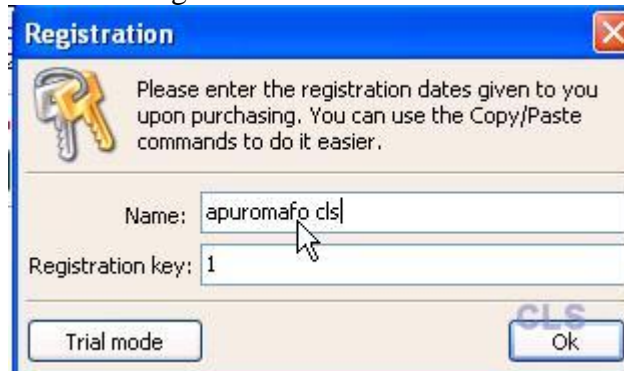 Registration
Please enter the registration dates given to you
upon purchasing. You can use the Copy/Paste
commands to do it easier.
Name: apuromafo cls
Registration key: 1
CLS
Trial mode Ok